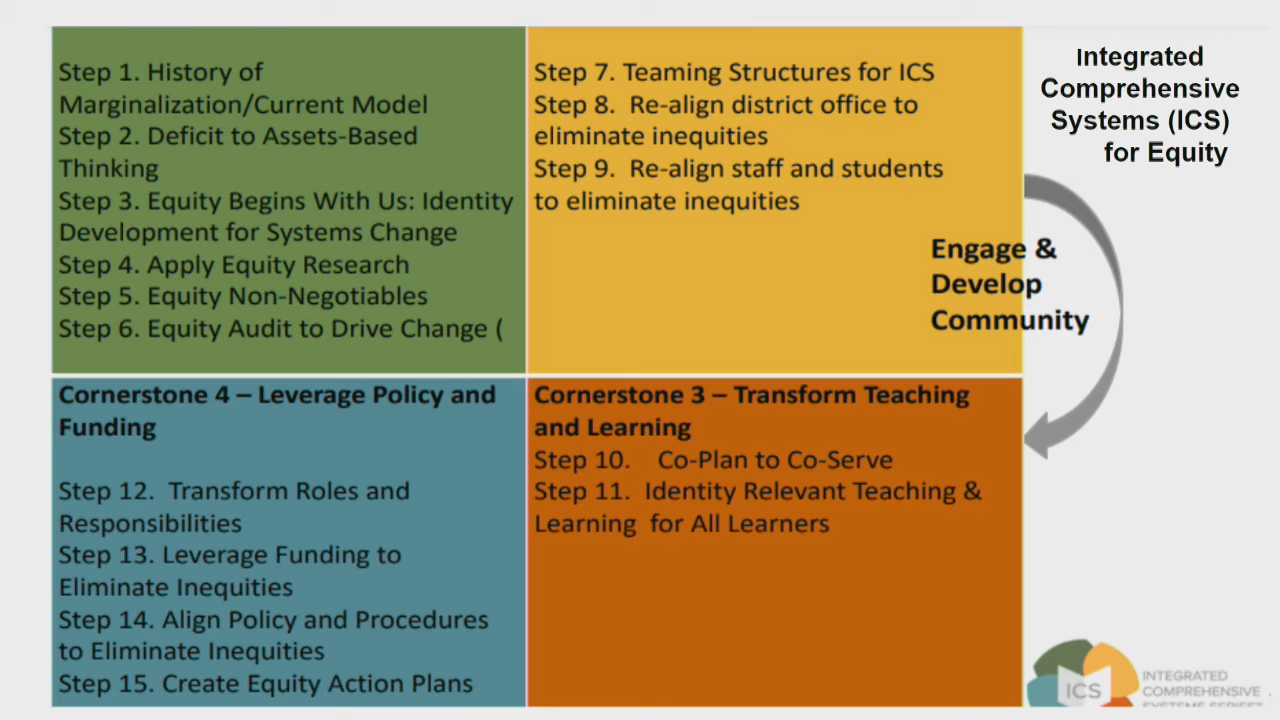 Step 1. History of
Marginalization/Current Model
Step 2. Deficit to Assets-Based
Thinking
Step 3. Equity Begins With Us: Identity
Development for Systems Change
Step 4. Apply Equity Research
Step 5. Equity Non-Negotiables
Step 6. Equity Audit to Drive Change (
Step 7. Teaming Structures for ICS
Step 8. Re-align district office to
eliminate inequities
Step 9. Re-align staff and students
to eliminate inequities
Integrated
Comprehensive
Systems (ICS)
for Equity
Engage &
Develop
Community
Cornerstone 4 – Leverage Policy and
Funding
Step 12. Transform Roles and
Responsibilities
Step 13. Leverage Funding to
Eliminate Inequities
Step 14. Align Policy and Procedures
to Eliminate Inequities
Step 15. Create Equity Action Plans
Cornerstone 3 – Transform Teaching
and Learning
Step 10. Co-Plan to Co-Serve
Step 11. Identity Relevant Teaching &
Learning for All Learners
ICS
INTEGRATED
COMPREHENSIVE
SYSTEMS SERIES